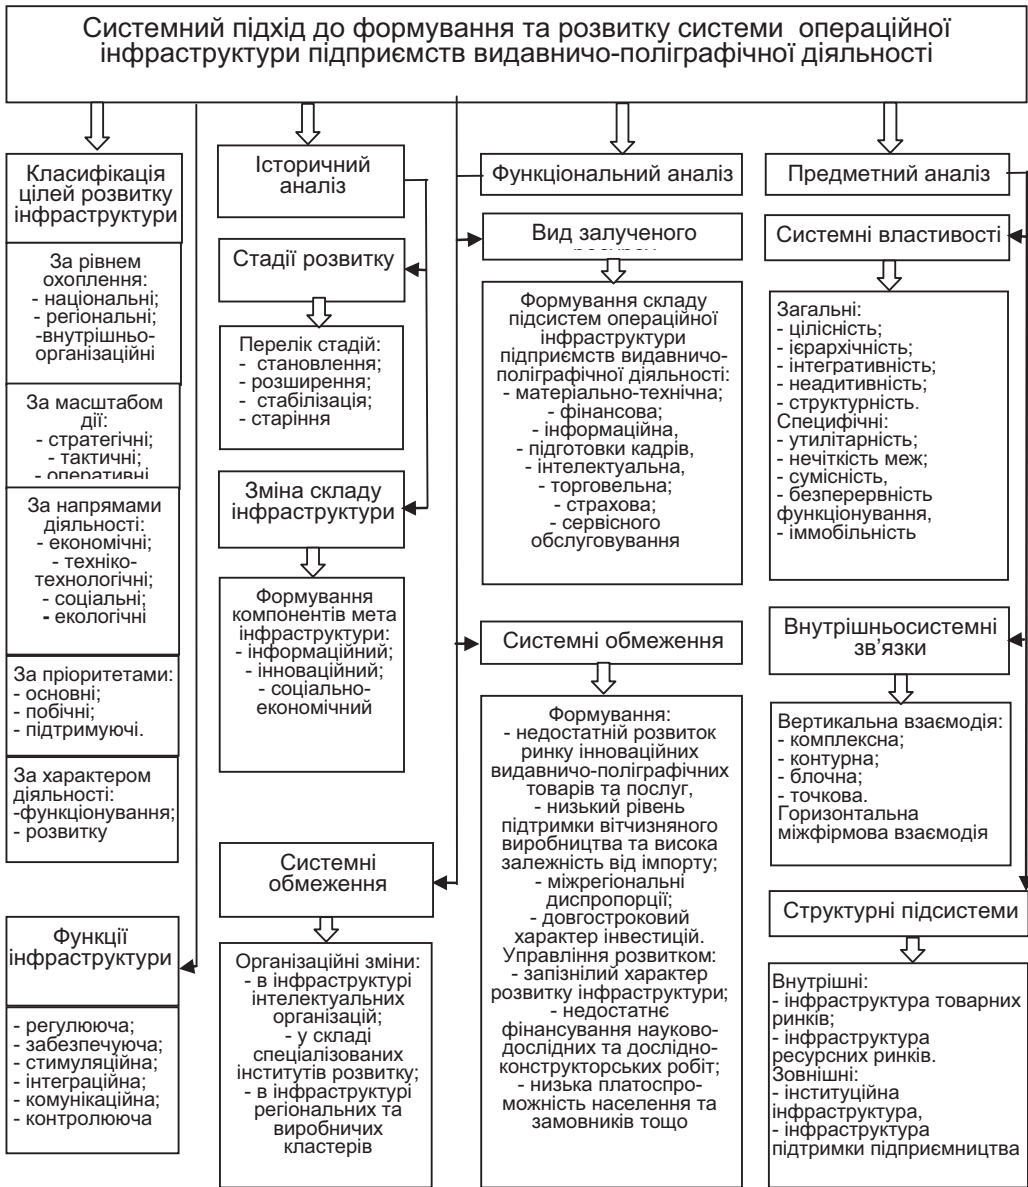 Системний підхід до формування та розвитку системи операційної
інфраструктури підприємств видавничо-поліграфічної діяльності
Класифікація
цілей розвитку
інфраструктури
За рівнем
охоплення:
- національні;
- регіональні;
-внутрішньо-
організаційні
За масштабом
дії:
- стратегічні;
- тактичні;
- оперативні
За напрямами
діяльності:
- економічні;
- техніко-
технологічні;
- соціальні;
- екологічні
За пріоритетами:
- основні;
- побічні;
- підтримуючі.
За характером
діяльності:
-функціонування;
- розвитку
Функції
інфраструктури
- регулююча;
- забезпечуюча;
- стимуляційна;
- інтеграційна;
- комунікаційна;
- контролююча
Історичний
аналіз
Стадії розвитку
Перелік стадій:
- становлення;
- розширення;
- стабілізація;
- старіння
Зміна складу
інфраструктури
Формування
компонентів мета
інфраструктури:
- інформаційний;
- інноваційний;
- соціально-
економічний
Системні
обмеження
Організаційні зміни:
- в інфраструктурі
інтелектуальних
організацій;
- у складі
спеціалізованих
інститутів розвитку;
- в інфраструктурі
регіональних та
виробничих
кластерів
Функціональний аналіз
Вид залученого
Формування складу
підсистем операційної
інфраструктури
підприємств видавничо-
поліграфічної діяльності:
- матеріально-технічна;
- фінансова;
- інформаційна,
- підготовки кадрів,
- інтелектуальна,
- торговельна;
- страхова;
- сервісного
обслуговування
Системні обмеження
Формування:
- недостатній розвиток
ринку інноваційних
видавничо-поліграфічних
товарів та послуг,
- низький рівень
підтримки вітчизняного
виробництва та висока
залежність від імпорту;
- міжрегіональні
диспропорції;
- довгостроковий
характер інвестицій.
Управління розвитком:
- запізнілий характер
розвитку інфраструктури;
- недостатнє
фінансування науково-
дослідних та дослідно-
конструкторських робіт;
- низька платоспро-
можність населення та
замовників тощо
Предметний аналіз
Системні властивості
Загальні:
- цілісність;
- ієрархічність;
- інтегративність;
- неадитивність;
- структурність.
Специфічні:
- утилітарність;
- нечіткість меж;
- сумісність,
- безперервність
функціонування,
- іммобільність
Внутрішньосистемні
зв’язки
Вертикальна взаємодія:
- комплексна;
- контурна;
- блочна;
- точкова.
Горизонтальна
міжфірмова взаємодія
Структурні підсистеми
Внутрішні:
- інфраструктура товарних
ринків;
- інфраструктура
ресурсних ринків.
Зовнішні:
- інституційна
інфраструктура,
- інфраструктура
підтримки підприємництва